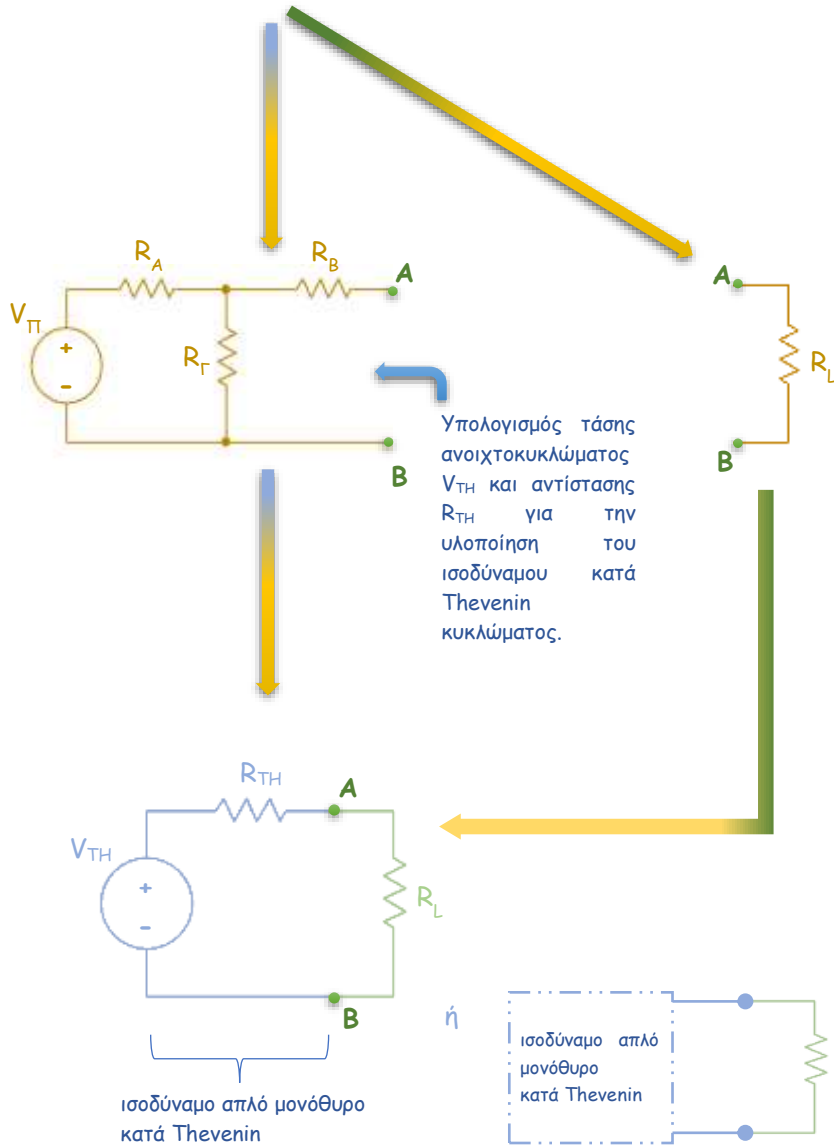 R_A
R_B
A
V_Π
+
-
R_Γ
B
A
R_L
B
Υπολογισμός τάσης
ανοιχτοκυκλώματος
V_TH και αντίστασης
R_TH για την
υλοποίηση του
ισοδύναμου κατά
Thevenin
κυκλώματος.
R_TH
A
V_TH
+
-
R_L
B
ισοδύναμο απλό μονόθυρο
κατά Thevenin
ή
ισοδύναμο απλό
μονόθυρο
κατά Thevenin